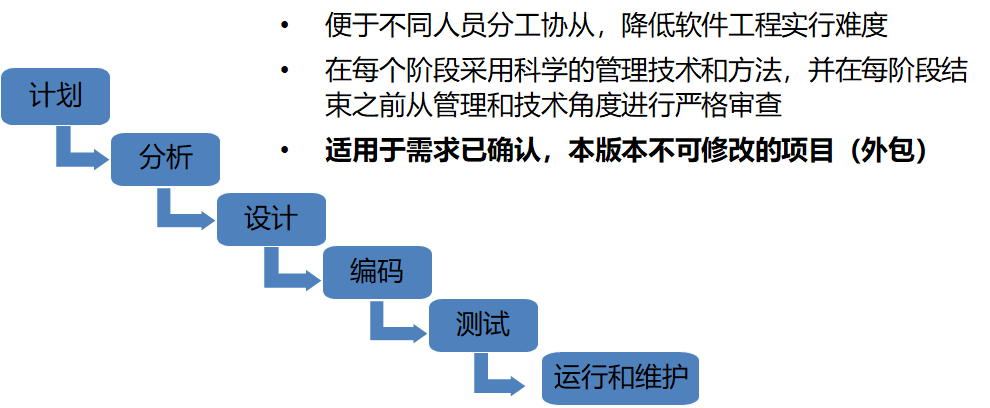 • 便于不同人员分工协从，降低软件工程实行难度
• 在每个阶段采用科学的管理技术和方法，并在每阶段结
束之前从管理和技术角度进行严格审查
• 适用于需求已确认，本版本不可修改的项目（外包）
计划
分析
设计
编码
测试
运行和维护